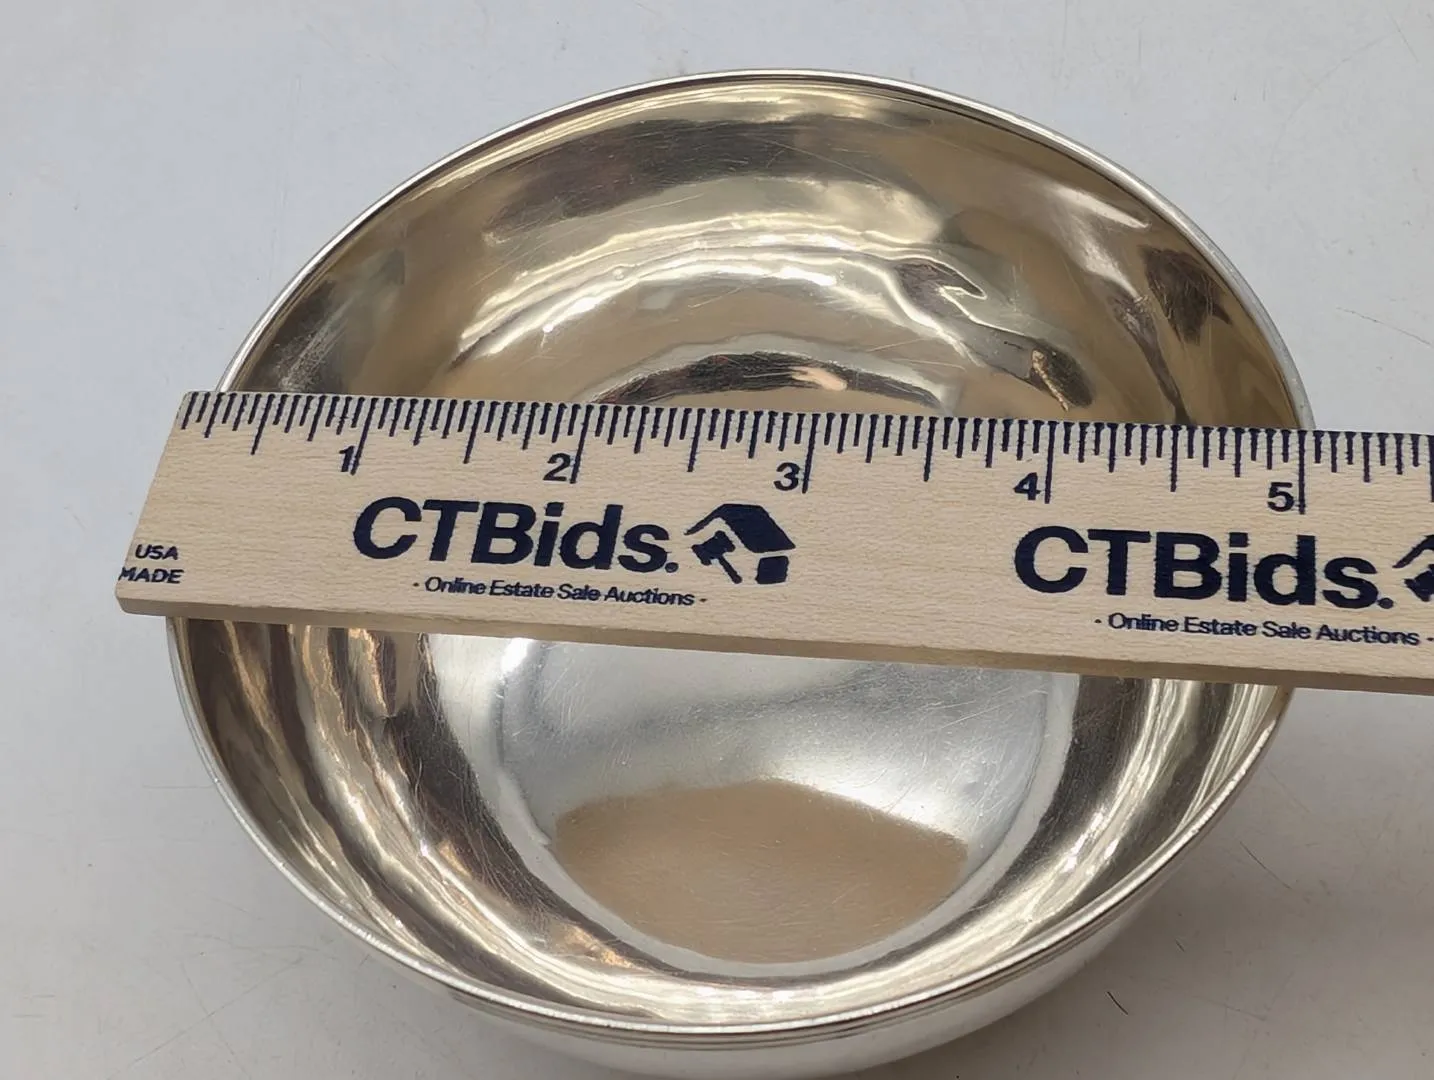 1 2 3 4 5
USA
MADE
CTBids.
- Online Estate Sale Auctions -
CTBids.
- Online Estate Sale Auctions -